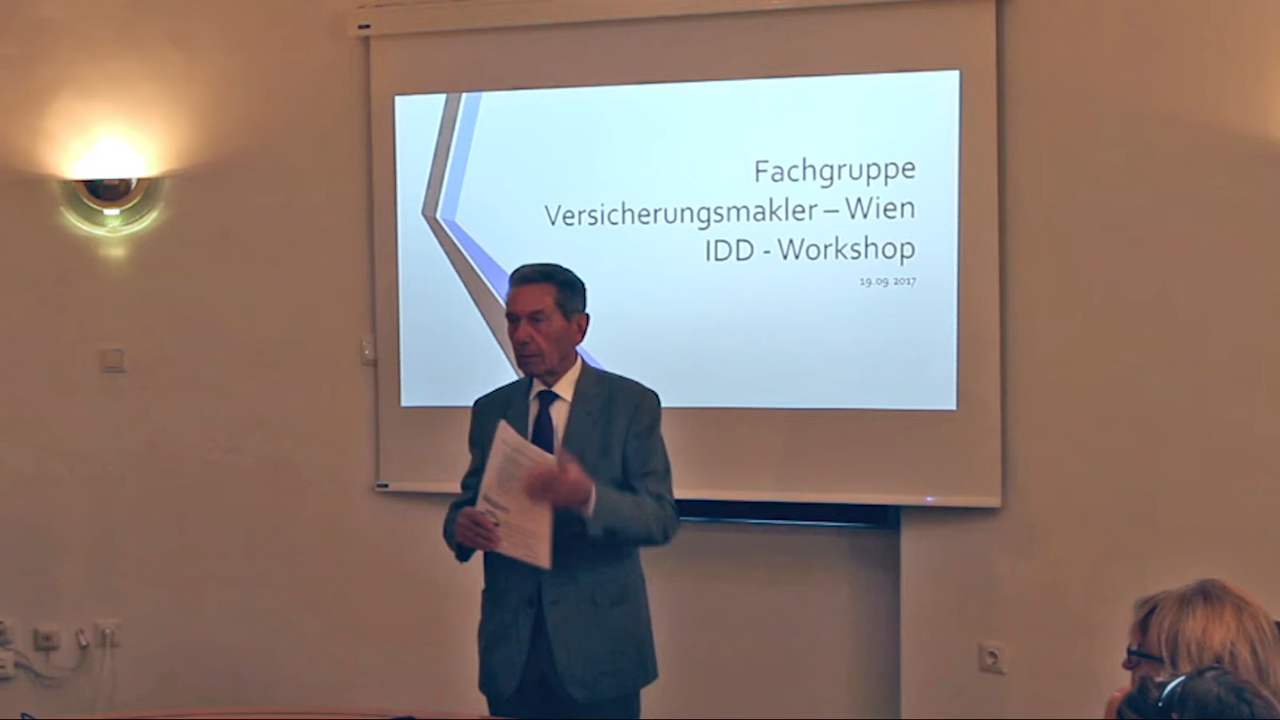 Fachgruppe
Versicherungsmakler – Wien
IDD - Workshop
19.09.2017